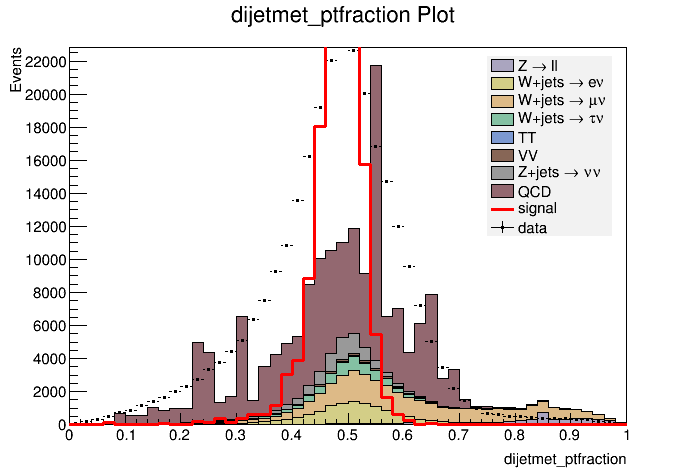 dijetmet_ptfraction Plot
Events
22000
20000
18000
16000
14000
12000
10000
8000
6000
4000
2000
0
Z → ll
W+jets → eν
W+jets → μν
W+jets → τν
TT
VV
Z+jets → νν
QCD
signal
data
0 0.1 0.2 0.3 0.4 0.5 0.6 0.7 0.8 0.9 1
dijetmet_ptfraction